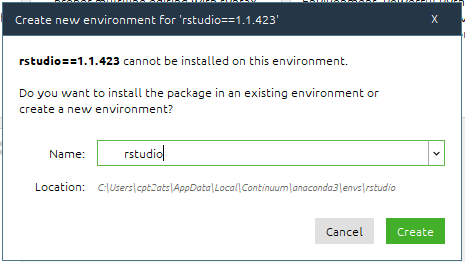 Create new environment for 'rstudio==1.1.423'
X
rstudio==1.1.423 cannot be installed on this environment.
Do you want to install the package in an existing environment or
create a new environment?
Name:
rstudio
Location:
C:\Users\cpt2ats\AppData\Local\Continuum\anaconda3\envs\rstudio
Cancel
Create